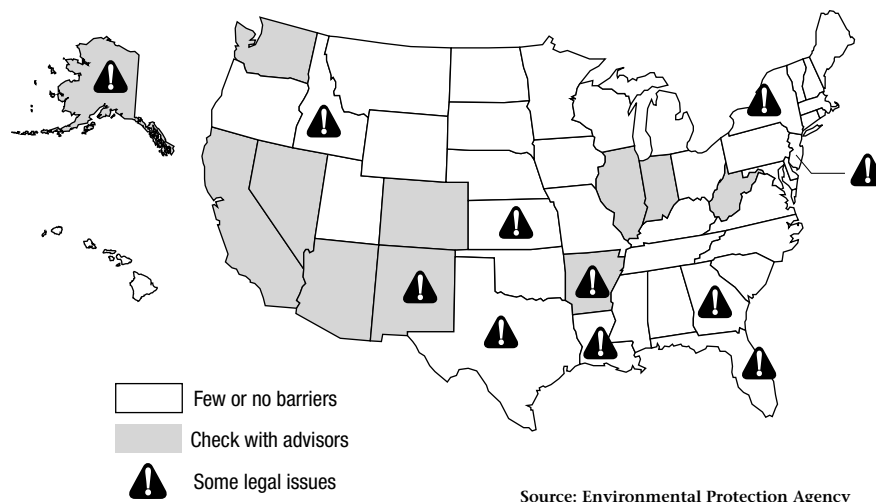 Few or no barriers
Check with advisors
Some legal issues
Source: Environmental Protection Agency